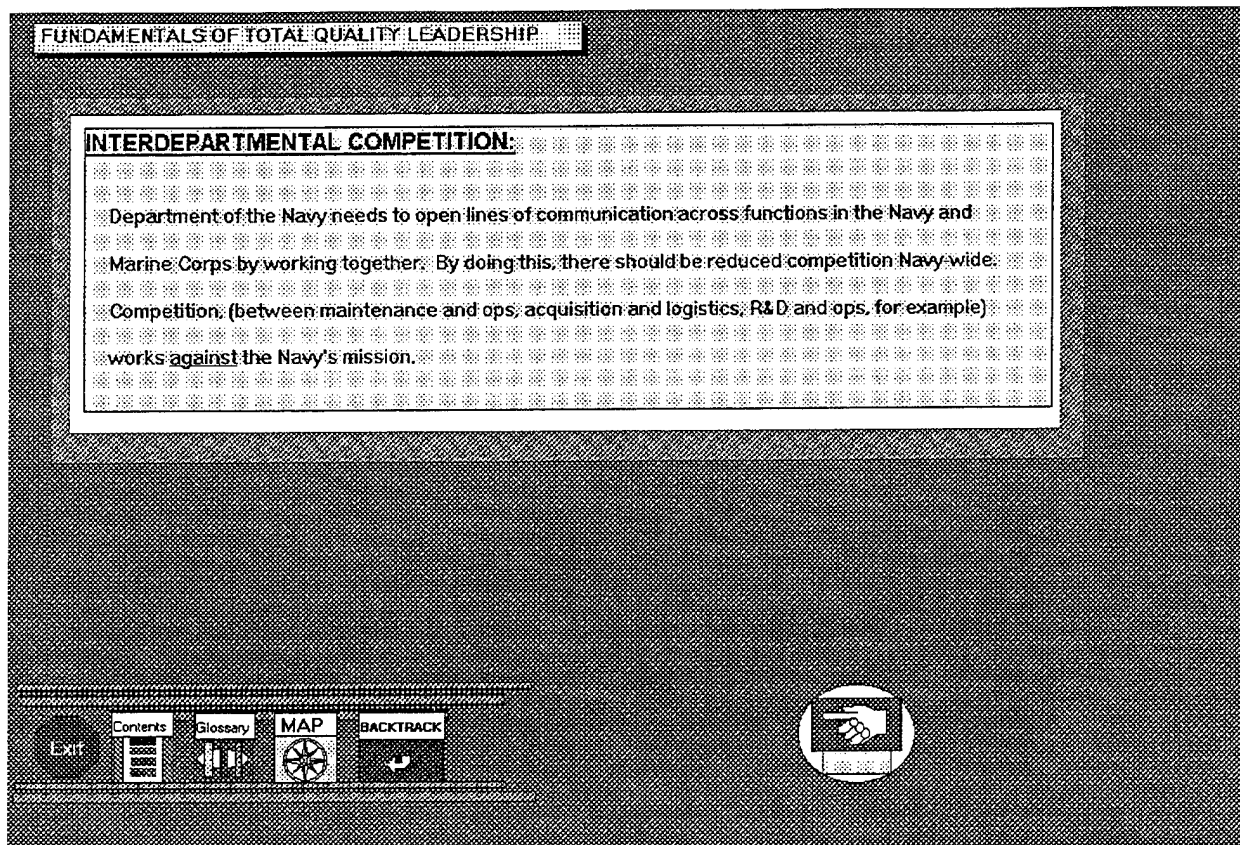 FUNDAMENTALS OF TOTAL QUALITY LEADERSHIP
INTERDEPARTMENTAL COMPETITION:
Department of the Navy needs to open lines of communication across functions in the Navy and
Marine Corps by working together. By doing this, there should be reduced competition Navy-wide.
Competition, (between maintenance and ops, acquisition and logistics, R&D and ops, for example)
works against the Navy's mission.
Exit
Contents
Glossary
MAP
BACKTRACK